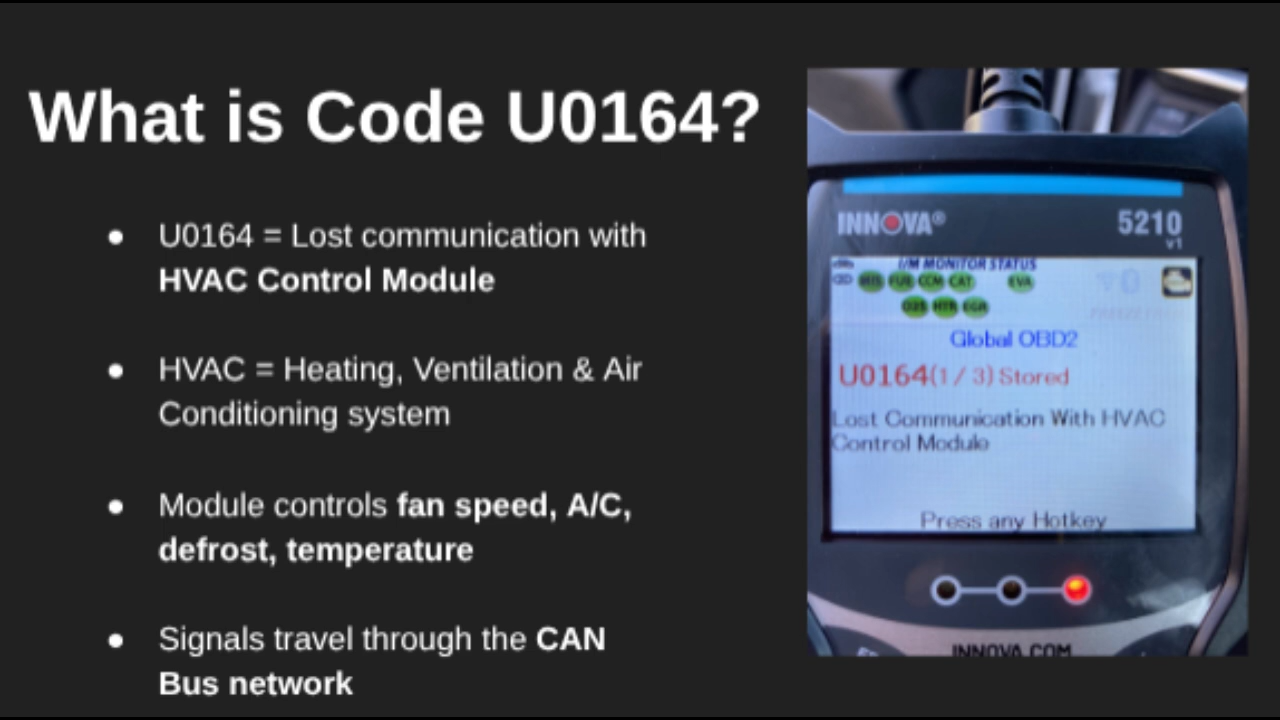 What is Code U0164?
● U0164 = Lost communication with
HVAC Control Module
● HVAC = Heating, Ventilation & Air
Conditioning system
● Module controls fan speed, A/C,
defrost, temperature
● Signals travel through the CAN
Bus network
INNOVA®
5210
v1
I/M MONITOR STATUS
MIS FUE CCM CAT EVA
O2S HTR EGR
Global OBD2
U0164(1/3) Stored
Lost Communication With HVAC
Control Module
Press any Hotkey
INNOVA.COM